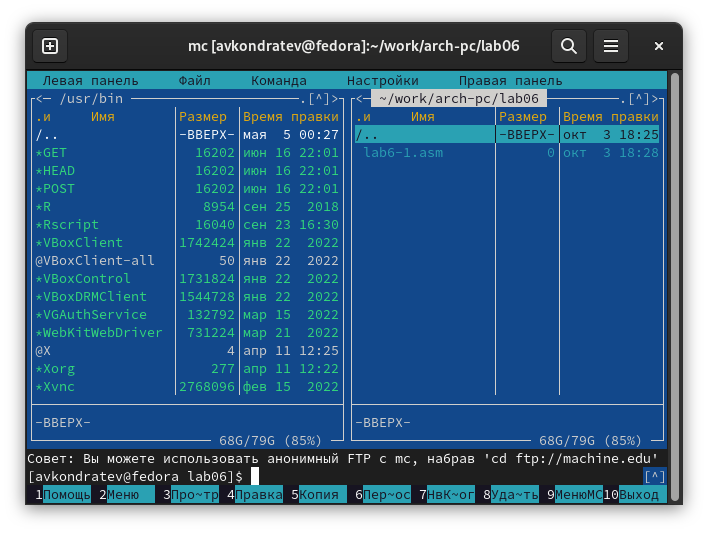 mc [avkondratev@fedora]:~/work/arch-pc/lab06
Левая панель Файл Команда Настройки Правая панель
<— /usr/bin .[^]> <— ~/work/arch-pc/lab06 .[^]>
.и Имя Размер Время правки .и Имя Размер Время правки
/.. -ВВЕРХ- мая 5 00:27 /.. -ВВЕРХ- окт 3 18:25
*GET 16202 июн 16 22:01 lab6-1.asm 0 окт 3 18:28
*HEAD 16202 июн 16 22:01
*POST 16202 июн 16 22:01
*R 8954 сен 25 2018
*Rscript 16040 сен 23 16:30
*VBoxClient 1742424 янв 22 2022
@VBoxClient-all 50 янв 22 2022
*VBoxControl 1731824 янв 22 2022
*VBoxDRMClient 1544728 янв 22 2022
*VGAuthService 132792 мар 15 2022
*WebKitWebDriver 731224 мар 21 2022
@X 4 апр 11 12:25
*Xorg 277 апр 11 12:22
*Xvnc 2768096 фев 15 2022
-ВВЕРХ- -ВВЕРХ-
68G/79G (85%) 68G/79G (85%)
Совет: Вы можете использовать анонимный FTP с mc, набрав 'cd ftp://machine.edu'
[avkondratev@fedora lab06]$ [^]
1Помощь 2Меню 3Про~тр 4Правка 5Копия 6Пер~ос 7НвК~ог 8Уда~ть 9МенюMC 10Выход